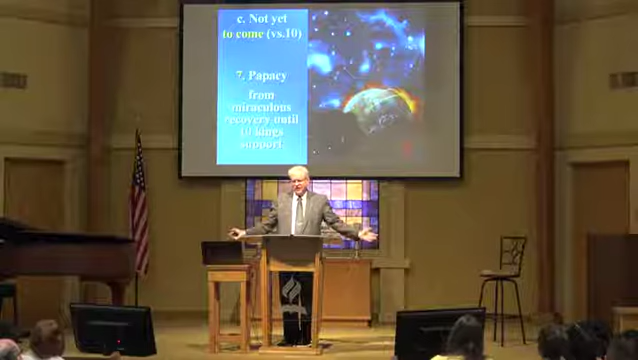 c. Not yet
to come (vs.10)
7. Papacy
from
miraculous
recovery until
10 kings
support.